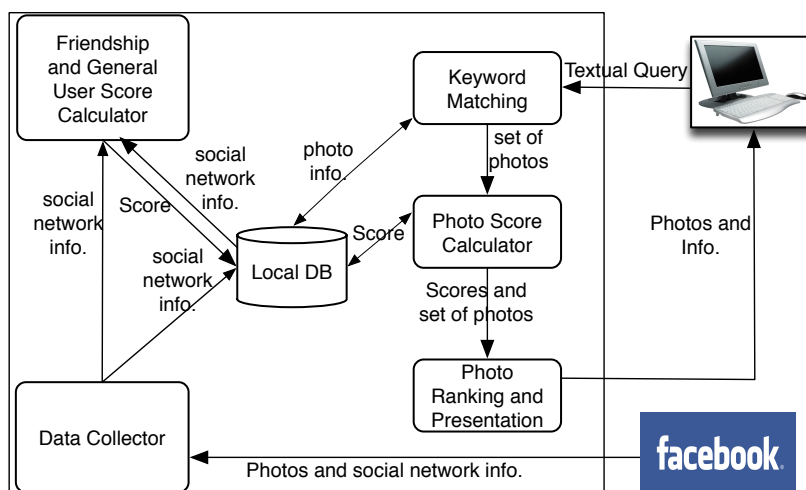 Friendship
and General
User Score
Calculator
Keyword
Matching
Textual Query
set of
photos
photo
info.
social
network
info.
Score
social
network
info.
social
network
info.
Local DB
Score
Photo Score
Calculator
Photos and
Info.
Scores and
set of photos
Photo
Ranking and
Presentation
Data Collector
Photos and social network info.
facebook.